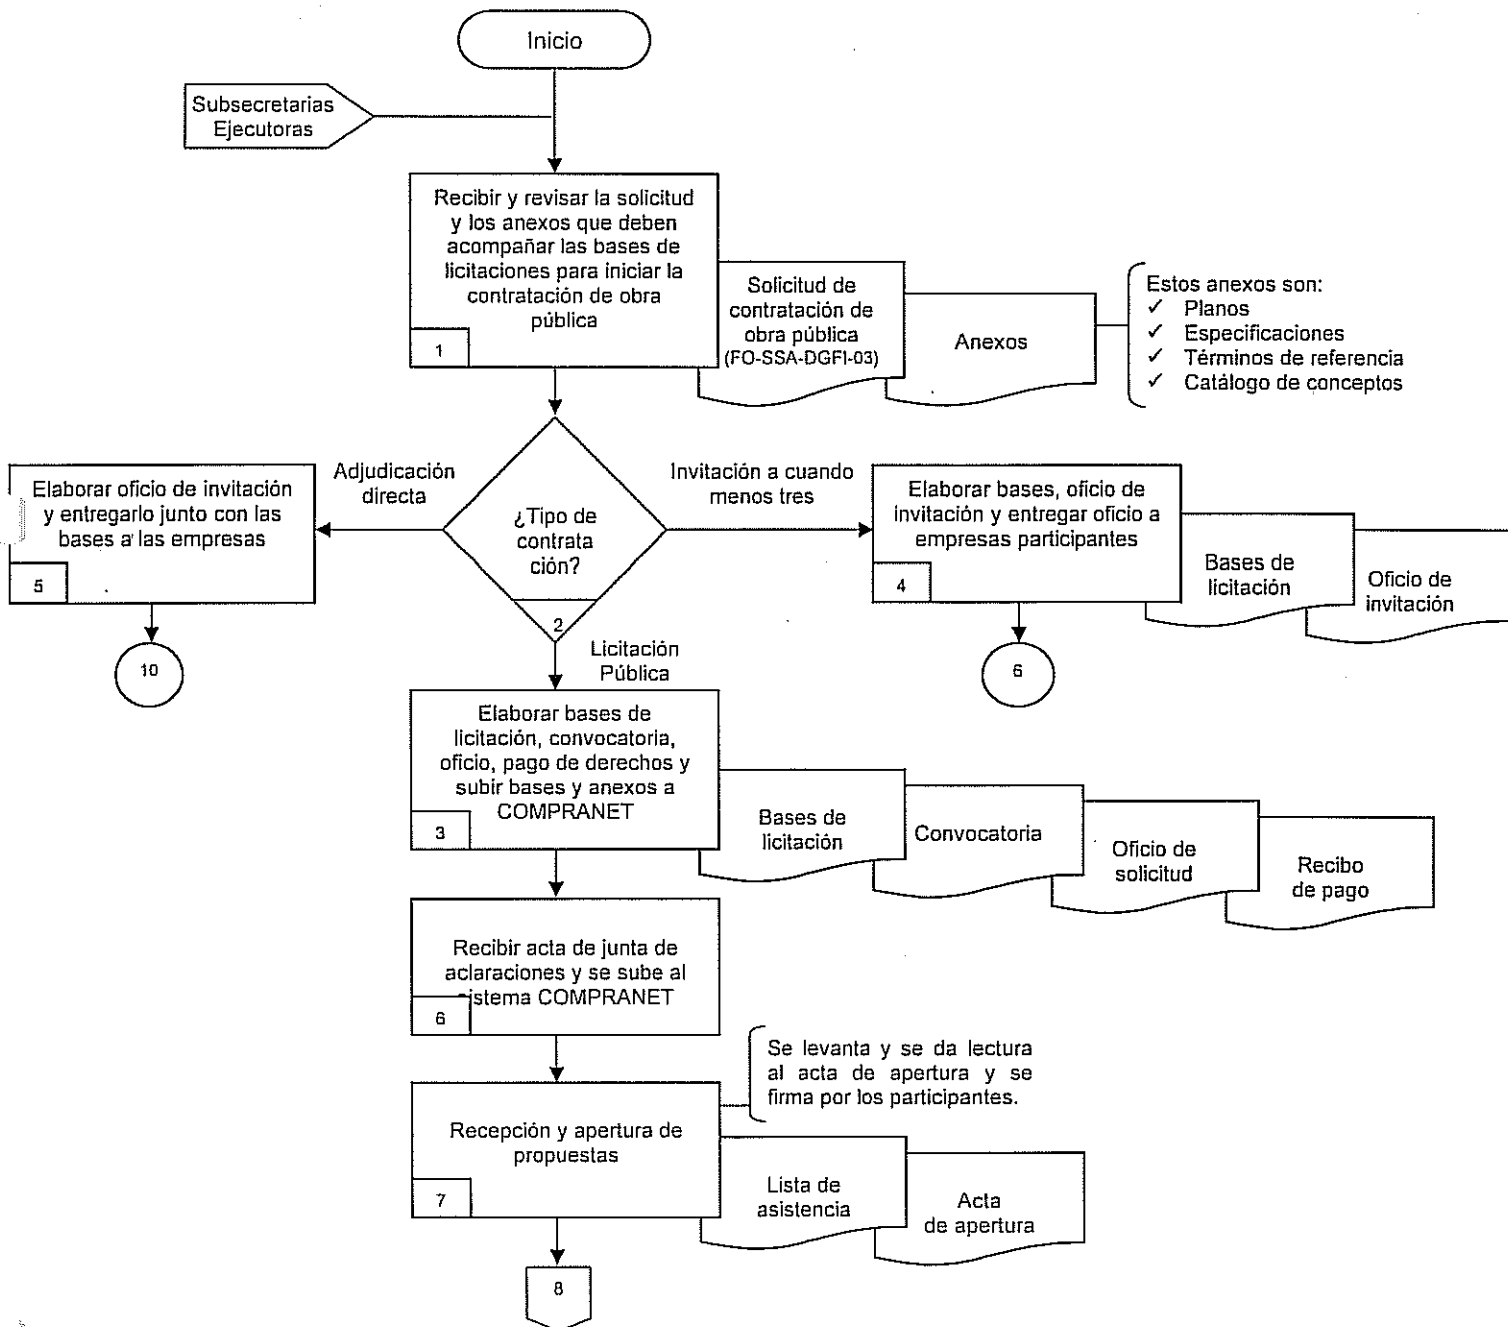 Inicio
Subsecretarias
Ejecutoras
Recibir y revisar la solicitud
y los anexos que deben
acompañar las bases de
licitaciones para iniciar la
contratación de obra
pública
1
Solicitud de
contratación de
obra pública
(FO-SSA-DGFI-03)
Anexos
Estos anexos son:
✓ Planos
✓ Especificaciones
✓ Términos de referencia
✓ Catálogo de conceptos
Adjudicación
directa
Invitación a cuando
menos tres
Elaborar oficio de invitación
y entregarlo junto con las
bases a las empresas
5
10
¿Tipo de
contrata
ción?
2
Elaborar bases, oficio de
invitación y entregar oficio a
empresas participantes
4
Bases de
licitación
Oficio de
invitación
6
Licitación
Pública
Elaborar bases de
licitación, convocatoria,
oficio, pago de derechos y
subir bases y anexos a
COMPRANET
3
Bases de
licitación
Convocatoria
Oficio de
solicitud
Recibo
de pago
Recibir acta de junta de
aclaraciones y se sube al
sistema COMPRANET
6
Se levanta y se da lectura
al acta de apertura y se
firma por los participantes.
Recepción y apertura de
propuestas
7
Lista de
asistencia
Acta
de apertura
8